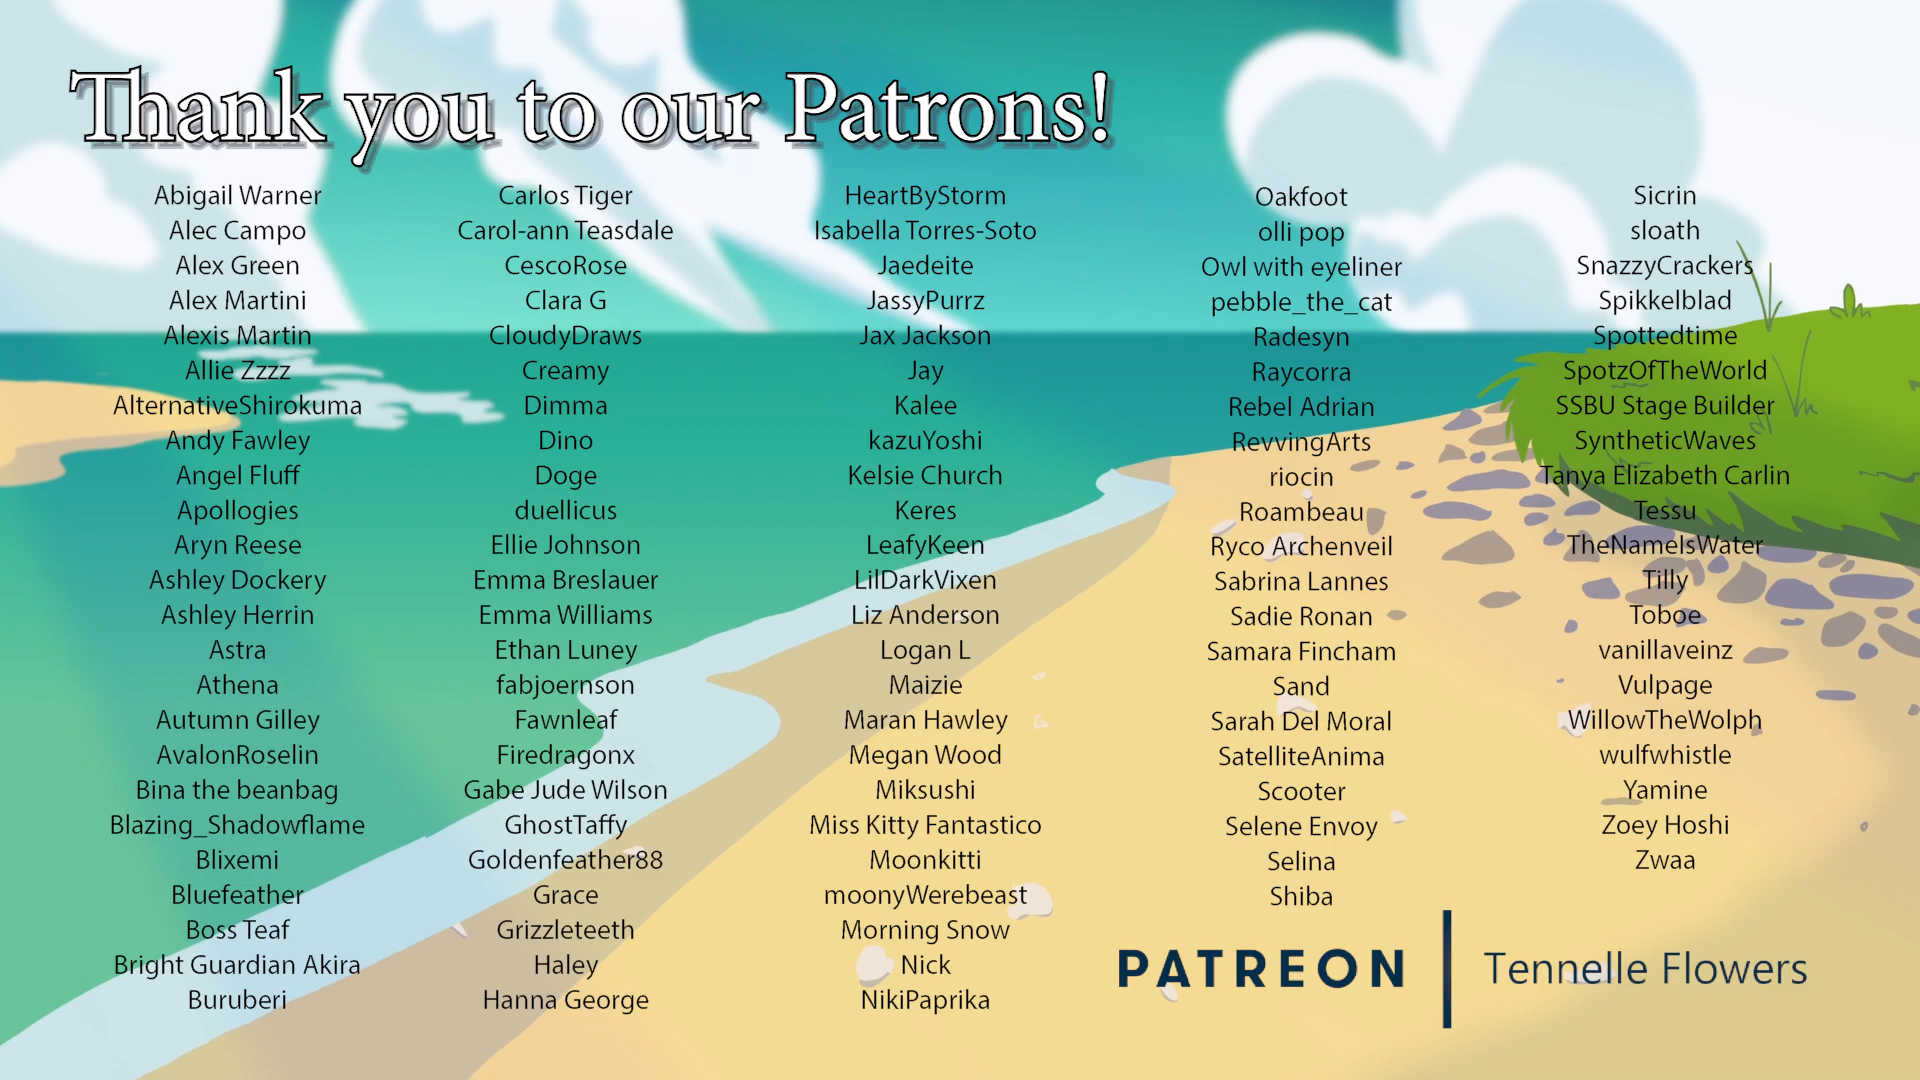 Thank you to our Patrons!
Abigail Warner
Alec Campo
Alex Green
Alex Martini
Alexis Martin
Allie Zzzz
AlternativeShirokuma
Andy Fawley
Angel Fluff
Apollogies
Aryn Reese
Ashley Dockery
Ashley Herrin
Astra
Athena
Autumn Gilley
AvalonRoselin
Bina the beanbag
Blazing_Shadowflame
Blixemi
Bluefeather
Boss Teaf
Bright Guardian Akira
Buruberi
Carlos Tiger
Carol-ann Teasdale
CescoRose
Clara G
CloudyDraws
Creamy
Dimma
Dino
Doge
duellicus
Ellie Johnson
Emma Breslauer
Emma Williams
Ethan Luney
fabjoernson
Fawnleaf
Firedragonx
Gabe Jude Wilson
GhostTaffy
Goldenfeather88
Grace
Grizzleteeth
Haley
Hanna George
HeartByStorm
Isabella Torres-Soto
Jaedeite
JassyPurrz
Jax Jackson
Jay
Kalee
kazuYoshi
Kelsie Church
Keres
LeafyKeen
LilDarkVixen
Liz Anderson
Logan L
Maizie
Maran Hawley
Megan Wood
Miksushi
Miss Kitty Fantastico
Moonkitti
moonyWerebeast
Morning Snow
Nick
NikiPaprika
Oakfoot
olli pop
Owl with eyeliner
pebble_the_cat
Radesyn
Raycorra
Rebel Adrian
RevvingArts
riocin
Roambeau
Ryco Archenveil
Sabrina Lannes
Sadie Ronan
Samara Fincham
Sand
Sarah Del Moral
SatelliteAnima
Scooter
Selene Envoy
Selina
Shiba
Sicrin
sloath
SnazzyCrackers
Spikkelblad
Spottedtime
SpotzOfTheWorld
SSBU Stage Builder
SyntheticWaves
Tanya Elizabeth Carlin
Tessu
TheNameIsWater
Tilly
Toboe
vanillaveinz
Vulpage
WillowTheWolph
wulfwhistle
Yamine
Zoey Hoshi
Zwaa
PATREON | Tennelle Flowers